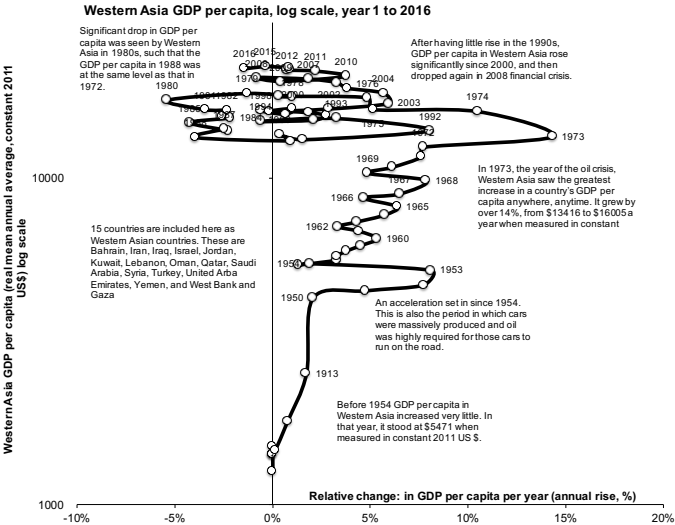 Western Asia GDP per capita, log scale, year 1 to 2016
Significant drop in GDP per
capita was seen by Western
Asia in 1980s, such that the
GDP per capita in 1988 was
at the same level as that in
1972.
After having little rise in the 1990s,
GDP per capita in Western Asia rose
significantly since 2000, and then
dropped again in 2008 financial crisis.
2016
2015
2012
2011
2010
2007
2004
1976
2003
1974
1980
1993
1992
1984
1972
1973
1969
1967
1968
1966
1965
1962
1960
1954
1953
1950
1913
In 1973, the year of the oil crisis,
Western Asia saw the greatest
increase in a country's GDP per
capita anywhere, anytime. It grew by
over 14%, from $13416 to $16005 a
year when measured in constant
15 countries are included here as
Western Asian countries. These are
Bahrain, Iran, Iraq, Israel, Jordan,
Kuwait, Lebanon, Oman, Qatar, Saudi
Arabia, Syria, Turkey, United Arba
Emirates, Yemen, and West Bank and
Gaza
An acceleration set in since 1954.
This is also the period in which cars
were massively produced and oil
was highly required for those cars to
run on the road.
Before 1954 GDP per capita in
Western Asia increased very little. In
that year, it stood at $5471 when
measured in constant 2011 US $.
Western Asia GDP per capita (real mean annual average, constant 2011
US$) log scale
10000
1000
Relative change: in GDP per capita per year (annual rise, %)
-10%
-5%
0%
5%
10%
15%
20%